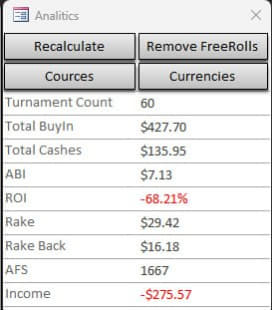 Analitics
Recalculate Remove FreeRolls
Cources Currencies
Turnament Count 60
Total BuyIn $427.70
Total Cashes $135.95
ABI $7.13
ROI -68.21%
Rake $29.42
Rake Back $16.18
AFS 1667
Income -$275.57